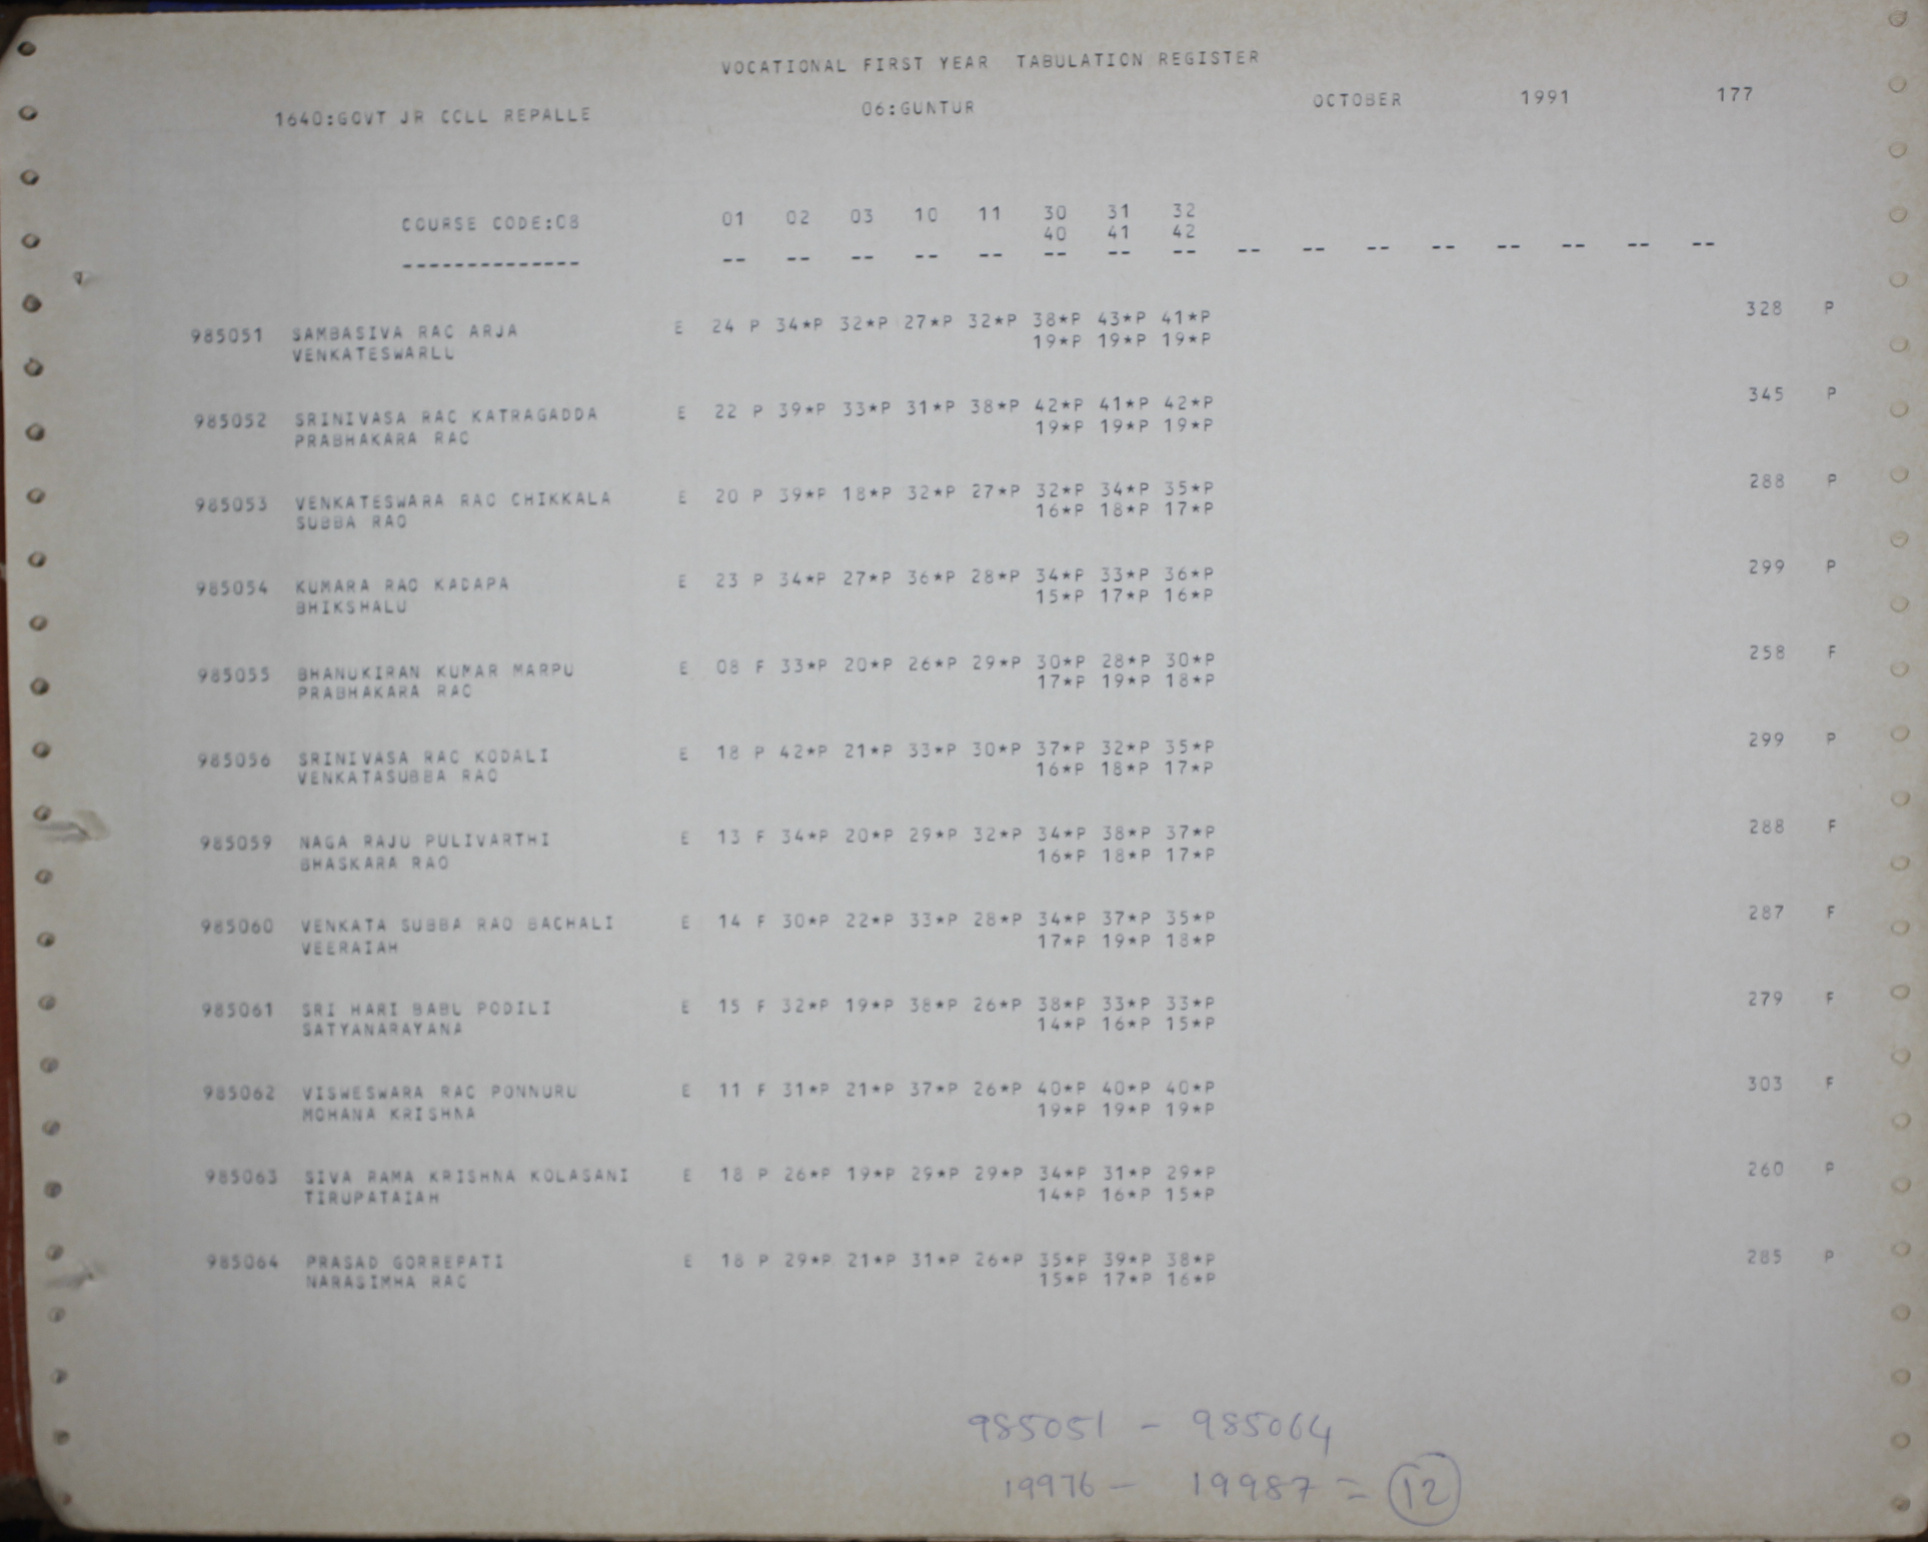 VOCATIONAL FIRST YEAR TABULATION REGISTER
1640:GOVT JR COLL REPALLE 06:GUNTUR OCTOBER 1991 177
COURSE CODE:08 01 02 03 10 11 30 31 32
40 41 42
-------------- -- -- -- -- -- -- -- -- -- -- -- -- -- -- -- --
985051 SAMBASIVA RAO ARJA E 24 P 34*P 32*P 27*P 32*P 38*P 43*P 41*P 328 P
VENKATESWARLU 19*P 19*P 19*P
985052 SRINIVASA RAO KATRAGADDA E 22 P 39*P 33*P 31*P 38*P 42*P 41*P 42*P 345 P
PRABHAKARA RAO 19*P 19*P 19*P
985053 VENKATESWARA RAO CHIKKALA E 20 P 39*P 18*P 32*P 27*P 32*P 34*P 35*P 288 P
SUBBA RAO 16*P 18*P 17*P
985054 KUMARA RAO KADAPA E 23 P 34*P 27*P 36*P 28*P 34*P 33*P 36*P 299 P
BHIKSHALU 15*P 17*P 16*P
985055 BHANUKIRAN KUMAR MARPU E 08 F 33*P 20*P 26*P 29*P 30*P 28*P 30*P 258 F
PRABHAKARA RAO 17*P 19*P 18*P
985056 SRINIVASA RAO KODALI E 18 P 42*P 21*P 33*P 30*P 37*P 32*P 35*P 299 P
VENKATASUBBA RAO 16*P 18*P 17*P
985059 NAGA RAJU PULIVARTHI E 13 F 34*P 20*P 29*P 32*P 34*P 38*P 37*P 288 F
BHASKARA RAO 16*P 18*P 17*P
985060 VENKATA SUBBA RAO BACHALI E 14 F 30*P 22*P 33*P 28*P 34*P 37*P 35*P 287 F
VEERAIAH 17*P 19*P 18*P
985061 SRI HARI BABU PODILI E 15 F 32*P 19*P 38*P 26*P 38*P 33*P 33*P 279 F
SATYANARAYANA 14*P 16*P 15*P
985062 VISWESWARA RAO PONNURU E 11 F 31*P 21*P 37*P 26*P 40*P 40*P 40*P 303 F
MOHANA KRISHNA 19*P 19*P 19*P
985063 SIVA RAMA KRISHNA KOLASANI E 18 P 26*P 19*P 29*P 29*P 34*P 31*P 29*P 260 P
TIRUPATAIAH 14*P 16*P 15*P
985064 PRASAD GORREPATI E 18 P 29*P 21*P 31*P 26*P 35*P 39*P 38*P 285 P
NARASIMHA RAO 15*P 17*P 16*P
985051 - 985064
19976 - 19987 = 12